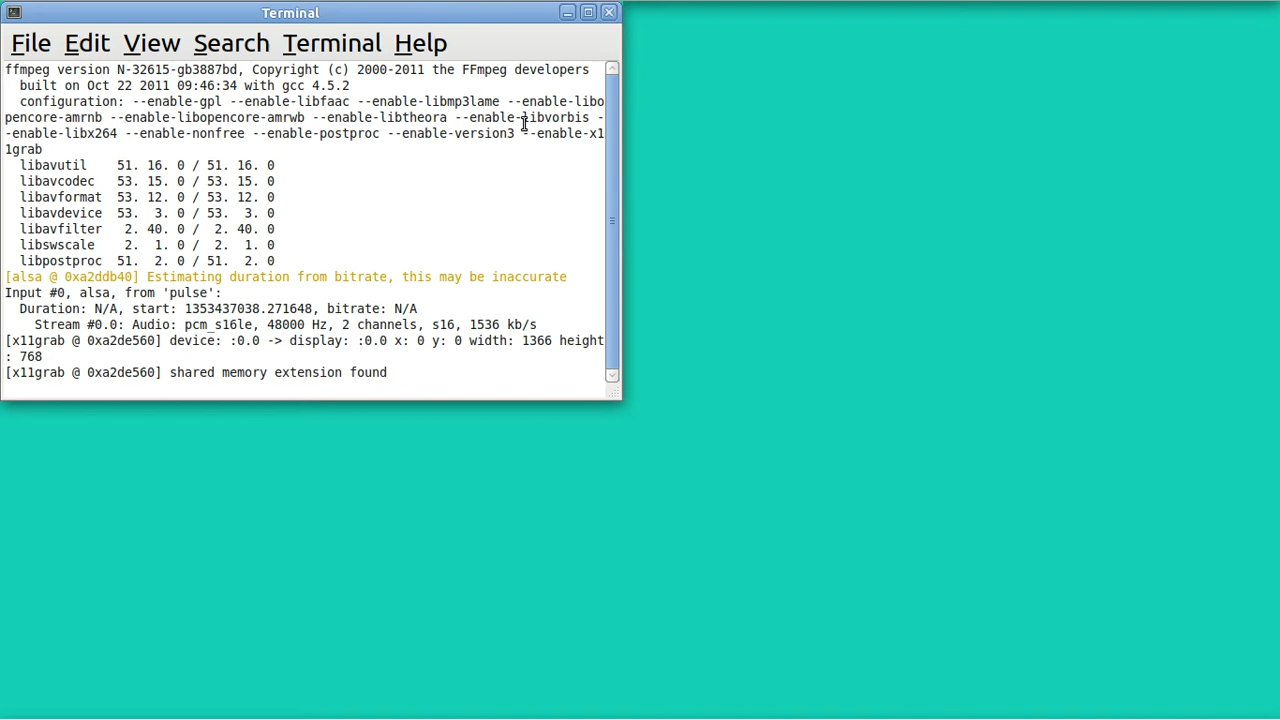 Terminal
File Edit View Search Terminal Help
ffmpeg version N-32615-gb3887bd, Copyright (c) 2000-2011 the FFmpeg developers
  built on Oct 22 2011 09:46:34 with gcc 4.5.2
  configuration: --enable-gpl --enable-libfaac --enable-libmp3lame --enable-libo
pencore-amrnb --enable-libopencore-amrwb --enable-libtheora --enable-libvorbis -
-enable-libx264 --enable-nonfree --enable-postproc --enable-version3 --enable-x1
1grab
  libavutil    51. 16. 0 / 51. 16. 0
  libavcodec   53. 15. 0 / 53. 15. 0
  libavformat  53. 12. 0 / 53. 12. 0
  libavdevice  53.  3. 0 / 53.  3. 0
  libavfilter   2. 40. 0 /  2. 40. 0
  libswscale    2.  1. 0 /  2.  1. 0
  libpostproc  51.  2. 0 / 51.  2. 0
[alsa @ 0xa2ddb40] Estimating duration from bitrate, this may be inaccurate
Input #0, alsa, from 'pulse':
  Duration: N/A, start: 1353437038.271648, bitrate: N/A
    Stream #0.0: Audio: pcm_s16le, 48000 Hz, 2 channels, s16, 1536 kb/s
[x11grab @ 0xa2de560] device: :0.0 -> display: :0.0 x: 0 y: 0 width: 1366 height
: 768
[x11grab @ 0xa2de560] shared memory extension found